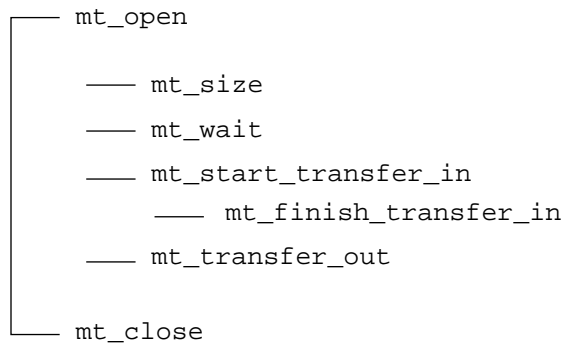 mt_open
mt_size
mt_wait
mt_start_transfer_in
mt_finish_transfer_in
mt_transfer_out
mt_close